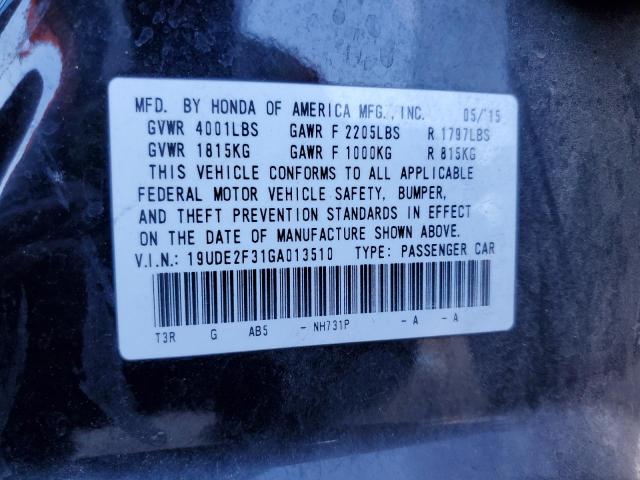 MFD. BY HONDA OF AMERICA MFG., INC. 05/'15
GVWR 4001LBS GAWR F 2205LBS R 1797LBS
GVWR 1815KG GAWR F 1000KG R 815KG
THIS VEHICLE CONFORMS TO ALL APPLICABLE
FEDERAL MOTOR VEHICLE SAFETY, BUMPER,
AND THEFT PREVENTION STANDARDS IN EFFECT
ON THE DATE OF MANUFACTURE SHOWN ABOVE.
V.I.N.: 19UDE2F31GA013510 TYPE: PASSENGER CAR
T3R G AB5 - NH731P - A - A